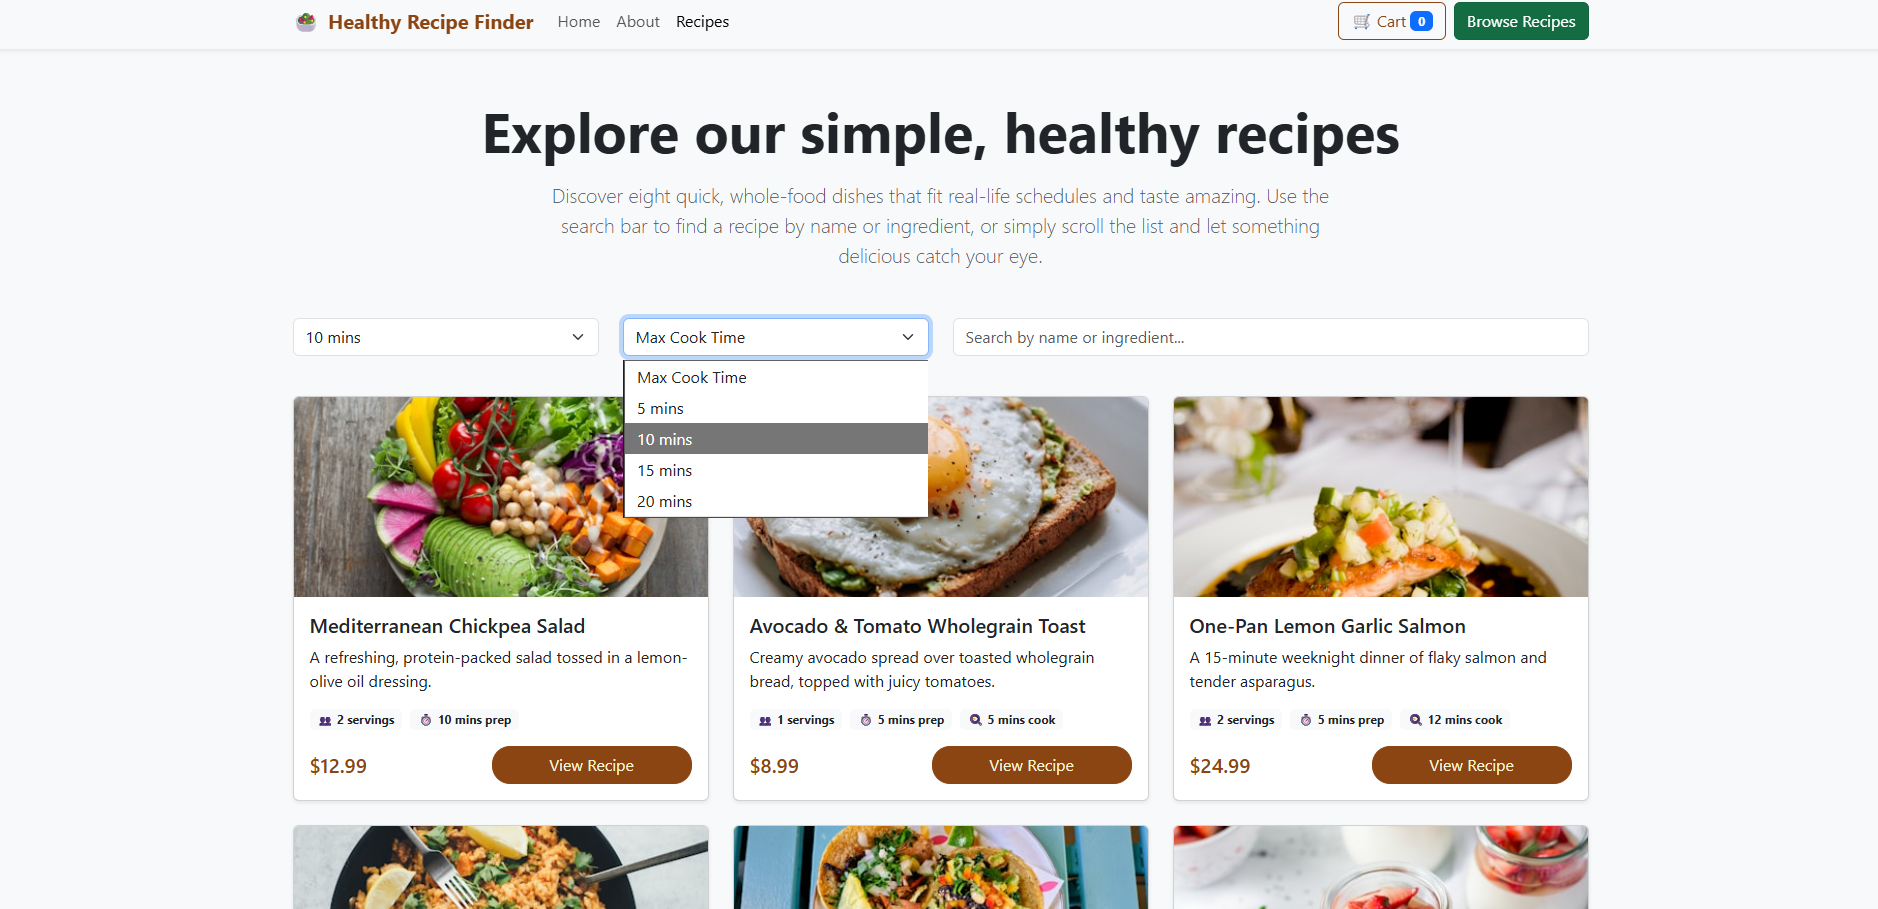 Healthy Recipe Finder Home About Recipes Cart 0 Browse Recipes
Explore our simple, healthy recipes
Discover eight quick, whole-food dishes that fit real-life schedules and taste amazing. Use the
search bar to find a recipe by name or ingredient, or simply scroll the list and let something
delicious catch your eye.
10 mins
Max Cook Time
Search by name or ingredient...
Max Cook Time
5 mins
10 mins
15 mins
20 mins
Mediterranean Chickpea Salad
A refreshing, protein-packed salad tossed in a lemon-
olive oil dressing.
2 servings 10 mins prep
$12.99 View Recipe
Avocado & Tomato Wholegrain Toast
Creamy avocado spread over toasted wholegrain
bread, topped with juicy tomatoes.
1 servings 5 mins prep 5 mins cook
$8.99 View Recipe
One-Pan Lemon Garlic Salmon
A 15-minute weeknight dinner of flaky salmon and
tender asparagus.
2 servings 5 mins prep 12 mins cook
$24.99 View Recipe